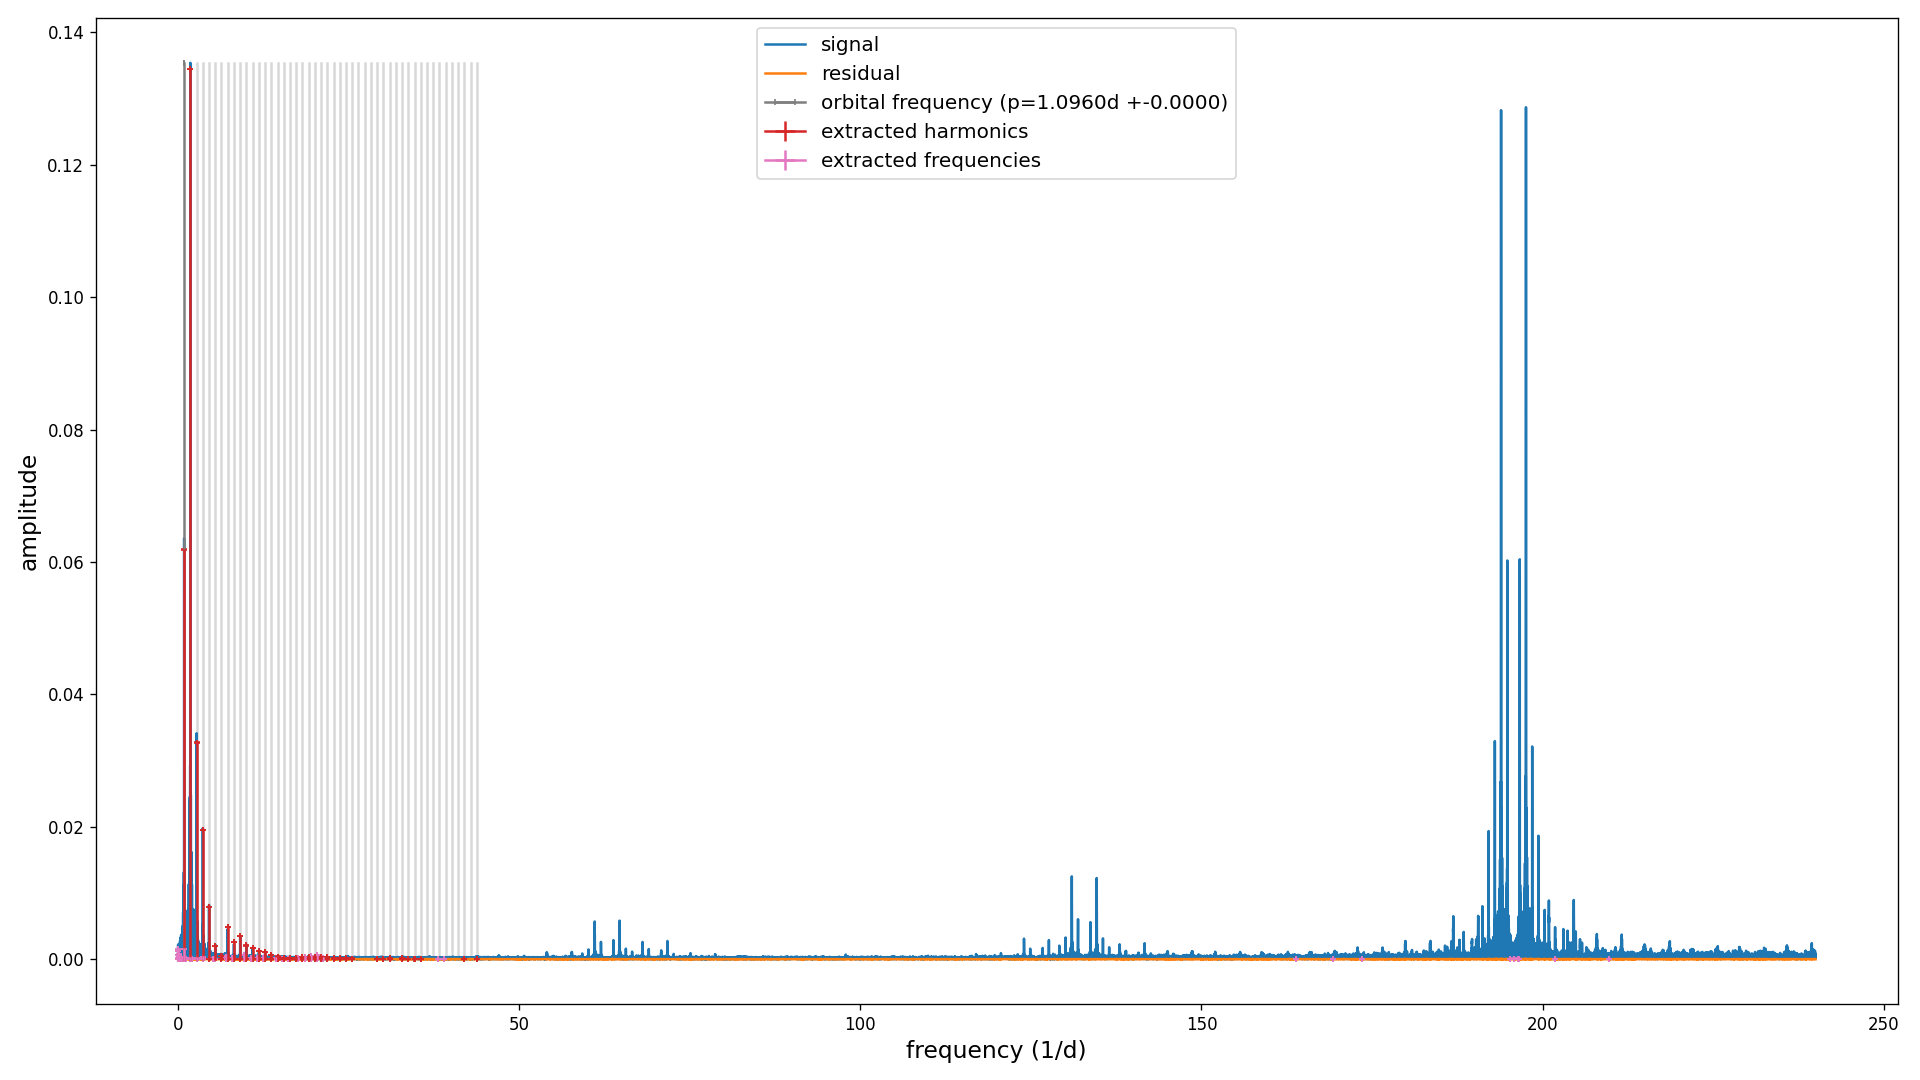 signal
residual
orbital frequency (p=1.0960d +-0.0000)
extracted harmonics
extracted frequencies
0.14
0.12
0.10
0.08
0.06
0.04
0.02
0.00
amplitude
0
50
100
150
200
250
frequency (1/d)